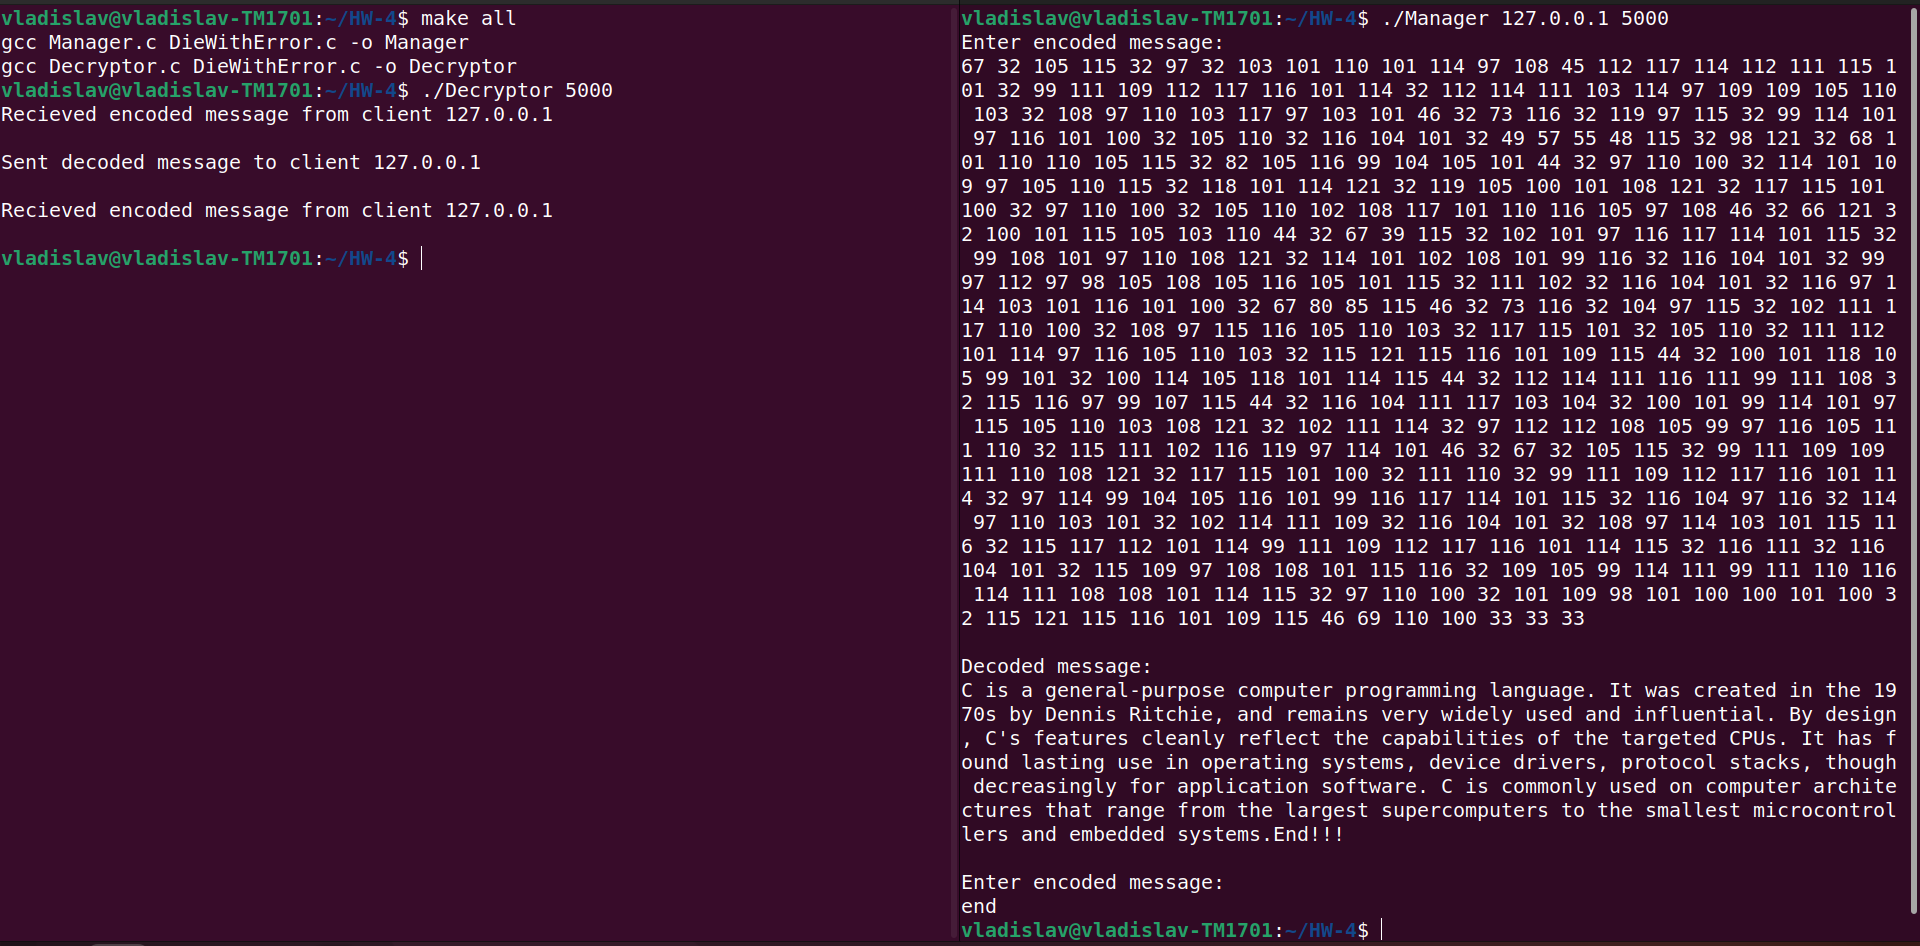 vladislav@vladislav-TM1701:~/HW-4$ make all
gcc Manager.c DieWithError.c -o Manager
gcc Decryptor.c DieWithError.c -o Decryptor
vladislav@vladislav-TM1701:~/HW-4$ ./Decryptor 5000
Recieved encoded message from client 127.0.0.1
Sent decoded message to client 127.0.0.1
Recieved encoded message from client 127.0.0.1
vladislav@vladislav-TM1701:~/HW-4$
vladislav@vladislav-TM1701:~/HW-4$ ./Manager 127.0.0.1 5000
Enter encoded message:
67 32 105 115 32 97 32 103 101 110 101 114 97 108 45 112 117 114 112 111 115 1
01 32 99 111 109 112 117 116 101 114 32 112 114 111 103 114 97 109 109 105 110
 103 32 108 97 110 103 117 97 103 101 46 32 73 116 32 119 97 115 32 99 114 101
 97 116 101 100 32 105 110 32 116 104 101 32 49 57 55 48 115 32 98 121 32 68 1
01 110 110 105 115 32 82 105 116 99 104 105 101 44 32 97 110 100 32 114 101 10
9 97 105 110 115 32 118 101 114 121 32 119 105 100 101 108 121 32 117 115 101
100 32 97 110 100 32 105 110 102 108 117 101 110 116 105 97 108 46 32 66 121 3
2 100 101 115 105 103 110 44 32 67 39 115 32 102 101 97 116 117 114 101 115 32
 99 108 101 97 110 108 121 32 114 101 102 108 101 99 116 32 116 104 101 32 99
97 112 97 98 105 108 105 116 105 101 115 32 111 102 32 116 104 101 32 116 97 1
14 103 101 116 101 100 32 67 80 85 115 46 32 73 116 32 104 97 115 32 102 111 1
17 110 100 32 108 97 115 116 105 110 103 32 117 115 101 32 105 110 32 111 112
101 114 97 116 105 110 103 32 115 121 115 116 101 109 115 44 32 100 101 118 10
5 99 101 32 100 114 105 118 101 114 115 44 32 112 114 111 116 111 99 111 108 3
2 115 116 97 99 107 115 44 32 116 104 111 117 103 104 32 100 101 99 114 101 97
 115 105 110 103 108 121 32 102 111 114 32 97 112 112 108 105 99 97 116 105 11
1 110 32 115 111 102 116 119 97 114 101 46 32 67 32 105 115 32 99 111 109 109
111 110 108 121 32 117 115 101 100 32 111 110 32 99 111 109 112 117 116 101 11
4 32 97 114 99 104 105 116 101 99 116 117 114 101 115 32 116 104 97 116 32 114
 97 110 103 101 32 102 114 111 109 32 116 104 101 32 108 97 114 103 101 115 11
6 32 115 117 112 101 114 99 111 109 112 117 116 101 114 115 32 116 111 32 116
104 101 32 115 109 97 108 108 101 115 116 32 109 105 99 114 111 99 111 110 116
 114 111 108 108 101 114 115 32 97 110 100 32 101 109 98 101 100 100 101 100 3
2 115 121 115 116 101 109 115 46 69 110 100 33 33 33
Decoded message:
C is a general-purpose computer programming language. It was created in the 19
70s by Dennis Ritchie, and remains very widely used and influential. By design
, C's features cleanly reflect the capabilities of the targeted CPUs. It has f
ound lasting use in operating systems, device drivers, protocol stacks, though
 decreasingly for application software. C is commonly used on computer archite
ctures that range from the largest supercomputers to the smallest microcontrol
lers and embedded systems.End!!!
Enter encoded message:
end
vladislav@vladislav-TM1701:~/HW-4$